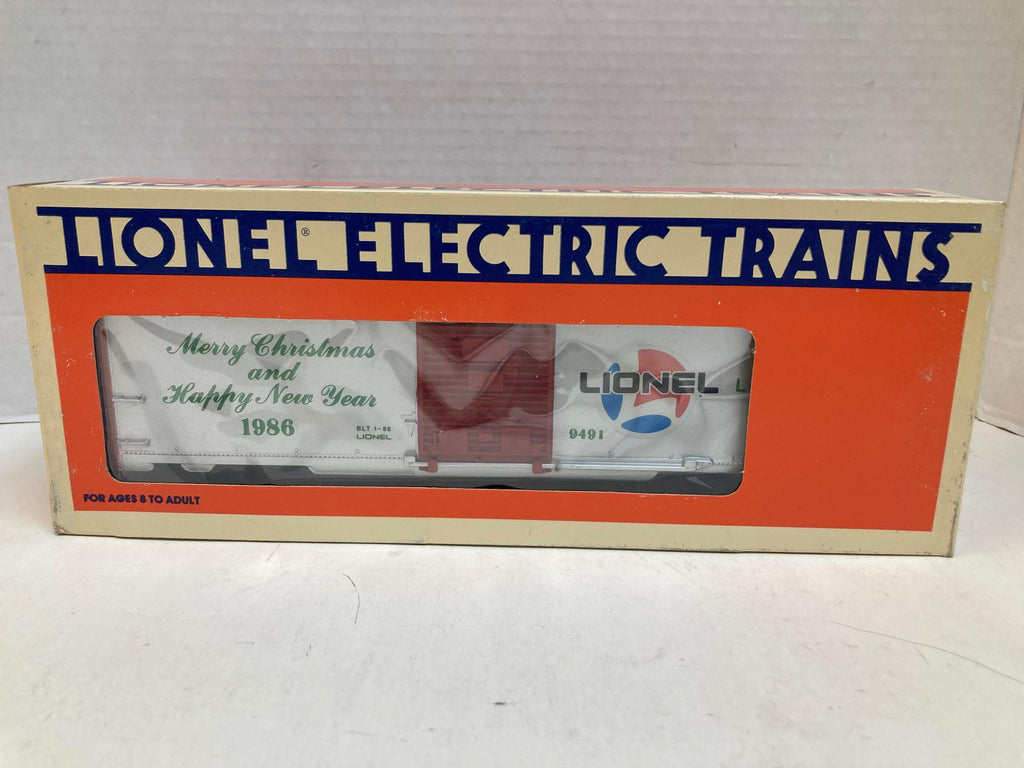 LIONEL® ELECTRIC TRAINS
Merry Christmas
and
Happy New Year
1986
BLT 1-86
LIONEL
LIONEL L
9491
FOR AGES 8 TO ADULT